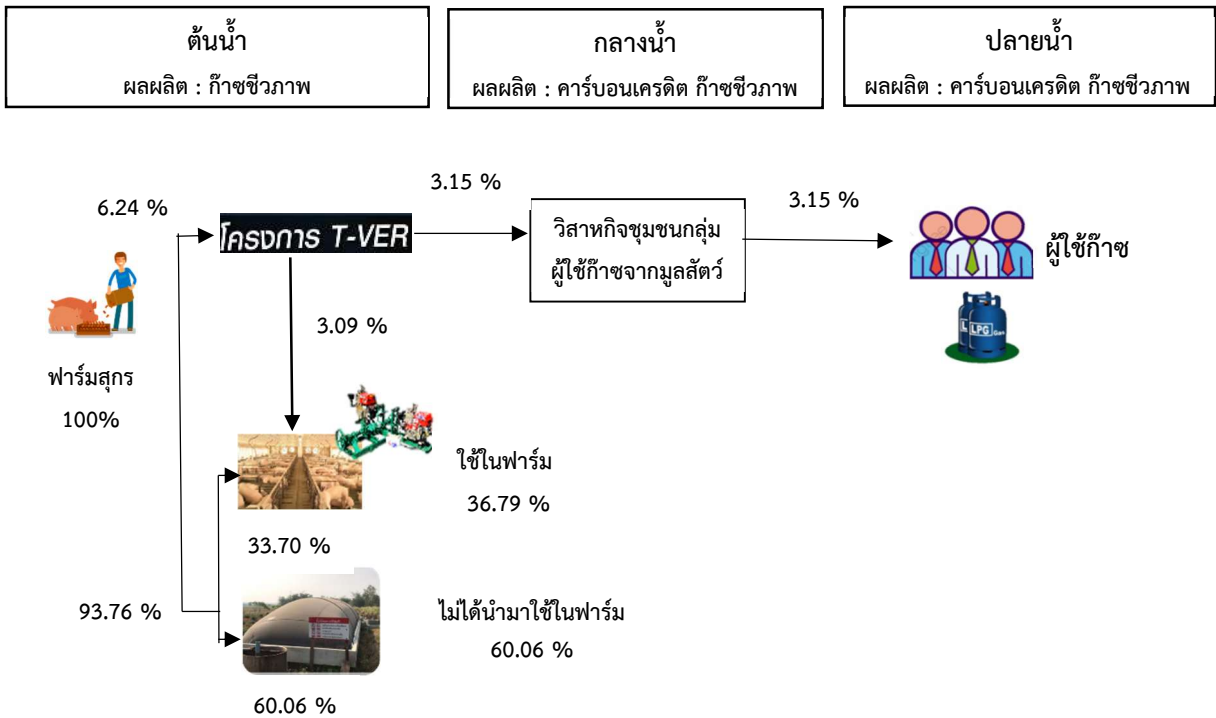 ต้นน้ำ
ผลผลิต : ก๊าซชีวภาพ
กลางน้ำ
ผลผลิต : คาร์บอนเครดิต ก๊าซชีวภาพ
ปลายน้ำ
ผลผลิต : คาร์บอนเครดิต ก๊าซชีวภาพ
6.24 %
โครงการ T-VER
3.15 %
วิสาหกิจชุมชนกลุ่ม
ผู้ใช้ก๊าซจากมูลสัตว์
3.15 %
ผู้ใช้ก๊าซ
LPG Gas
3.09 %
ฟาร์มสุกร
100%
ใช้ในฟาร์ม
36.79 %
33.70 %
93.76 %
ไม่ได้นำมาใช้ในฟาร์ม
60.06 %
60.06 %